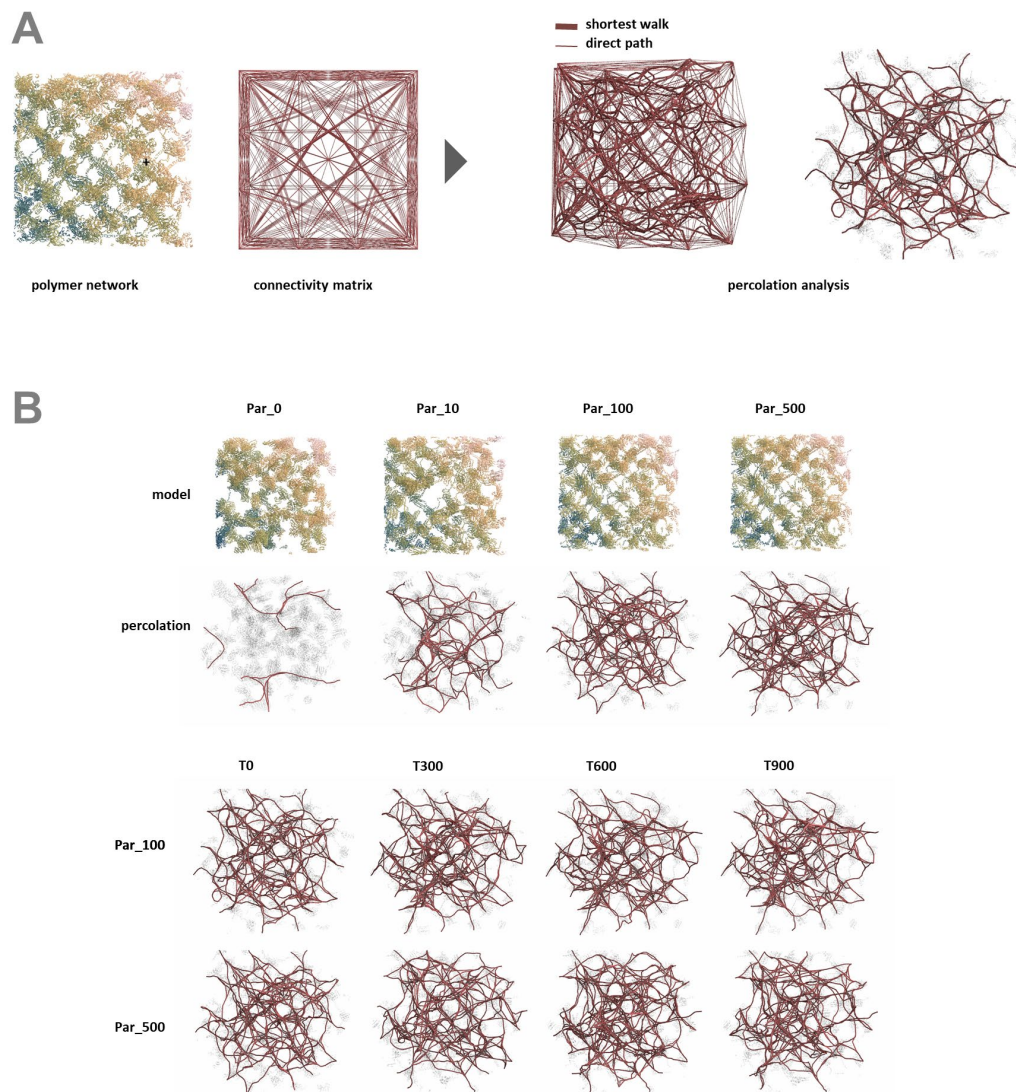 A
shortest walk
direct path
polymer network
connectivity matrix
percolation analysis
B
Par_0
Par_10
Par_100
Par_500
model
percolation
T0
T300
T600
T900
Par_100
Par_500